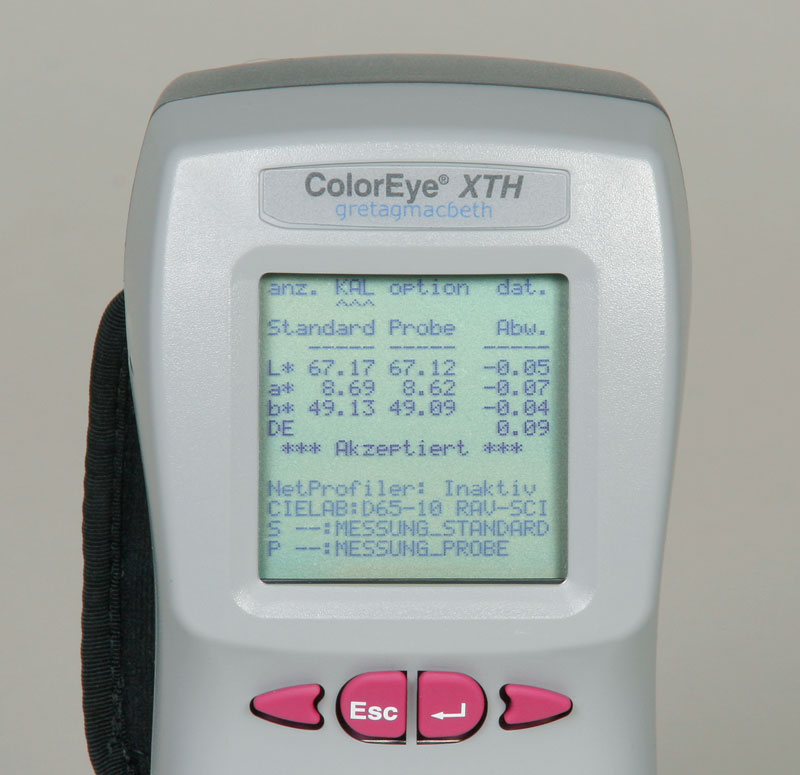 ColorEye® XTH
gretagmacbeth
anz. KAL option dat.
^^^
Standard Probe Abw.
----- ----- -----
L* 67.17 67.12 -0.05
a* 8.69 8.62 -0.07
b* 49.13 49.09 -0.04
DE 0.09
*** Akzeptiert ***
NetProfiler: Inaktiv
CIELAB:D65-10 RAV-SCI
S --:MESSUNG_STANDARD
P --:MESSUNG_PROBE
Esc